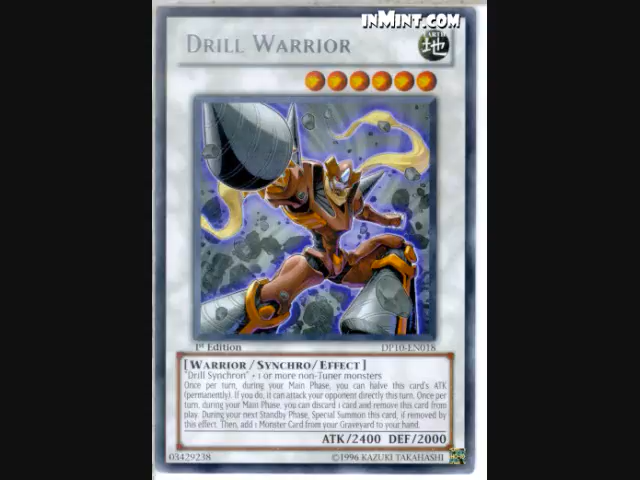 INMINT.COM
DRILL WARRIOR
EARTH
地
1st Edition
DP10-EN018
[WARRIOR/SYNCHRO/EFFECT]
"Drill Synchron" + 1 or more non-Tuner monsters
Once per turn, during your Main Phase, you can halve this card's ATK
(permanently). If you do, it can attack your opponent directly this turn. Once per
turn, during your Main Phase, you can discard 1 card and remove this card from
play. During your next Standby Phase, Special Summon this card, if removed by
this effect. Then, add 1 Monster Card from your Graveyard to your hand.
ATK/2400 DEF/2000
03429238
©1996 KAZUKI TAKAHASHI